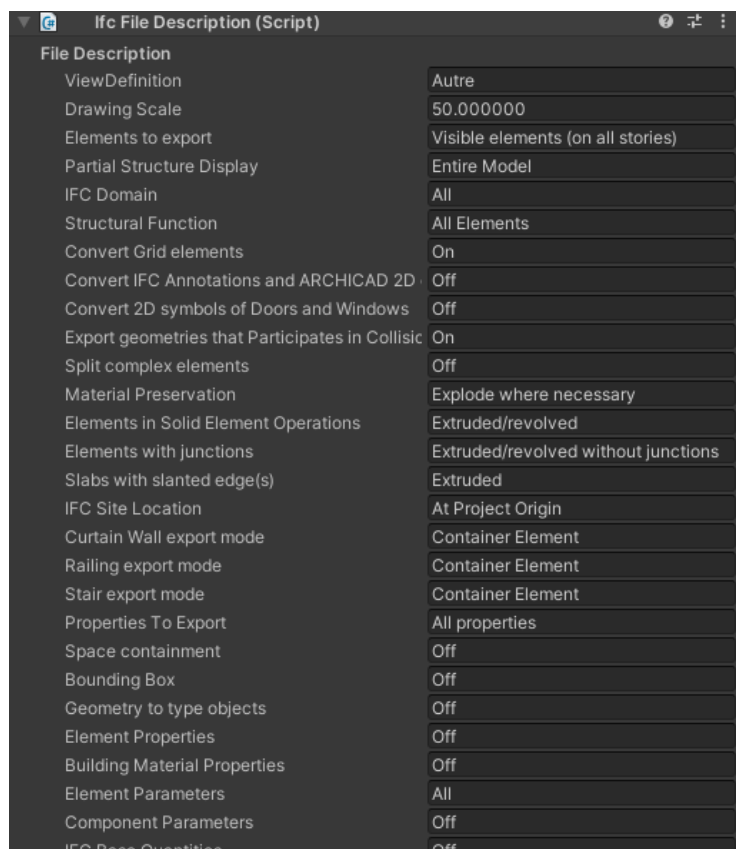 Ifc File Description (Script)
File Description
ViewDefinition Autre
Drawing Scale 50.000000
Elements to export Visible elements (on all stories)
Partial Structure Display Entire Model
IFC Domain All
Structural Function All Elements
Convert Grid elements On
Convert IFC Annotations and ARCHICAD 2D Off
Convert 2D symbols of Doors and Windows Off
Export geometries that Participates in Collisic On
Split complex elements Off
Material Preservation Explode where necessary
Elements in Solid Element Operations Extruded/revolved
Elements with junctions Extruded/revolved without junctions
Slabs with slanted edge(s) Extruded
IFC Site Location At Project Origin
Curtain Wall export mode Container Element
Railing export mode Container Element
Stair export mode Container Element
Properties To Export All properties
Space containment Off
Bounding Box Off
Geometry to type objects Off
Element Properties Off
Building Material Properties Off
Element Parameters All
Component Parameters Off
IFC Base Quantities Off